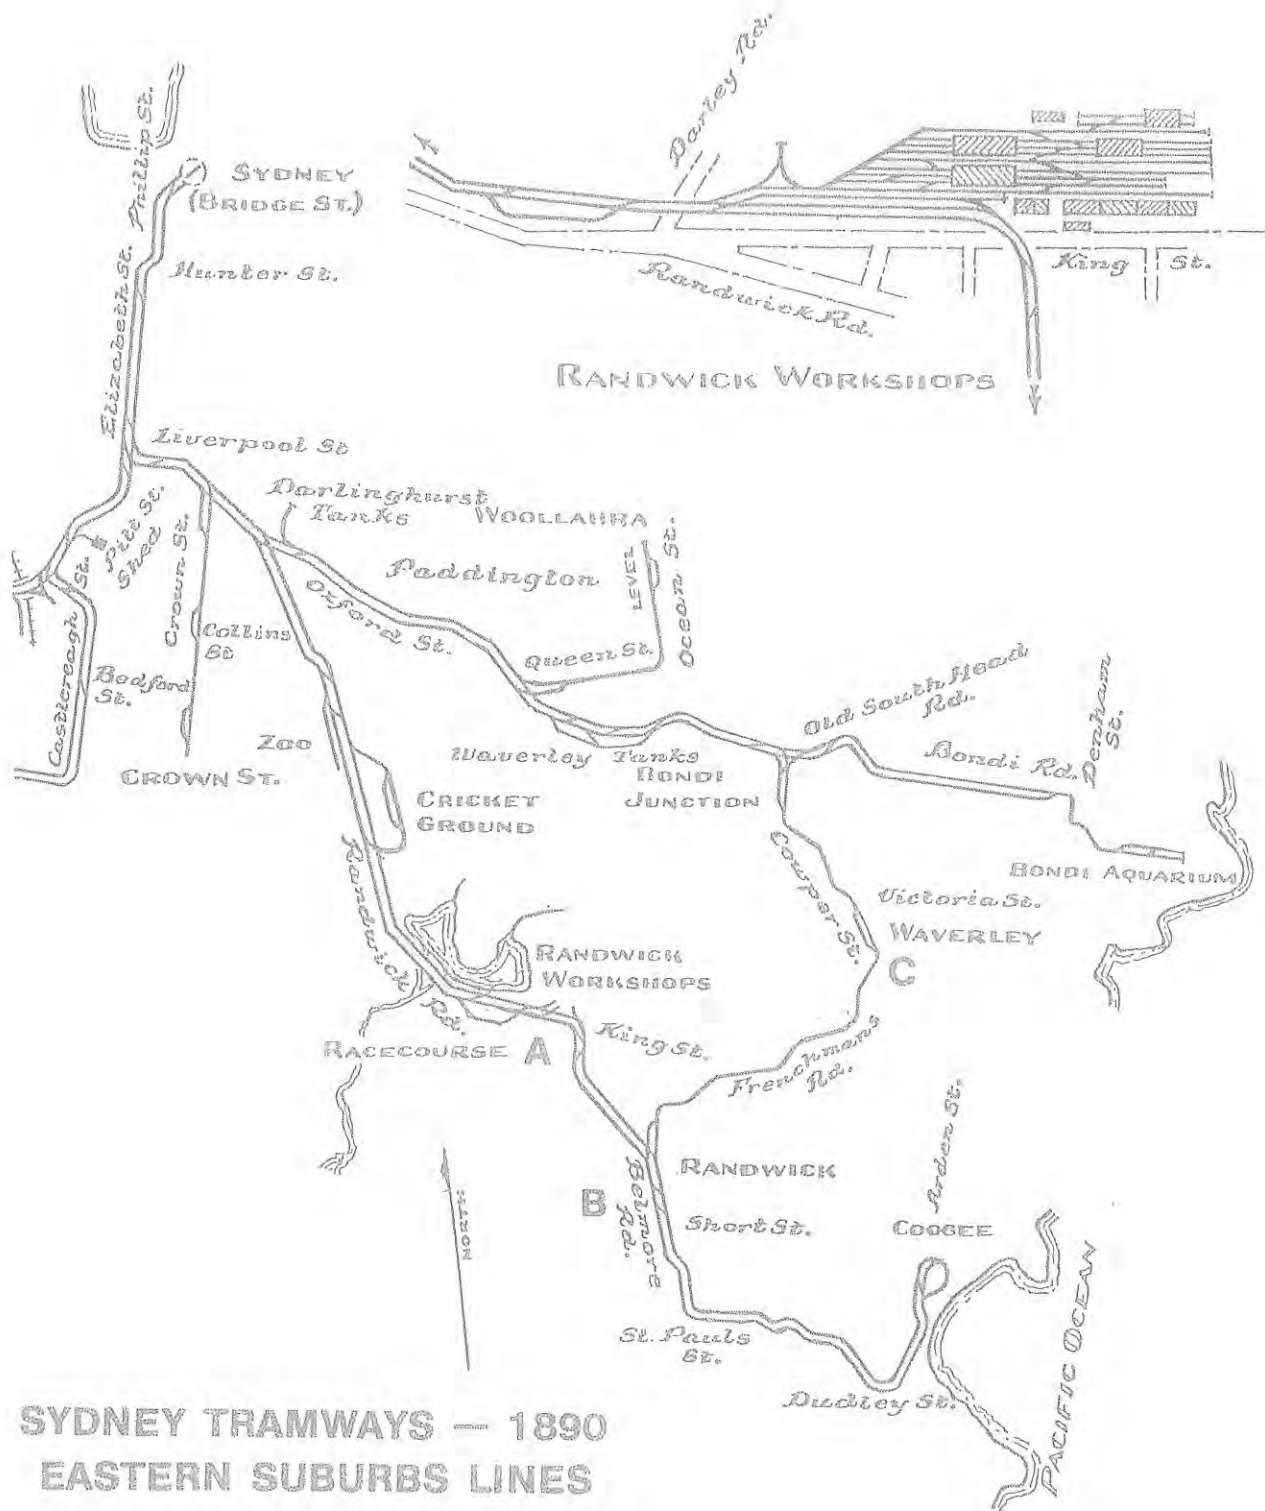 Phillip St.
SYDNEY
(BRIDGE ST.)
Hunter St.
Elizabeth St.
Darley Rd.
King St.
Randwick Rd.
RANDWICK WORKSHOPS
Liverpool St
Darlinghurst
Tanks
WOOLLAHRA
Pitt St.
Shed
Crown St.
Paddington
LEVEL
Ocean St.
Oxford St.
Castlereagh St.
Collins
St
Queen St.
Bedford
St.
ZOO
CROWN ST.
Waverley Tanks
BONDI
JUNCTION
Old South Head
Rd.
Bondi Rd.
Denham
St.
CRICKET
GROUND
BONDI AQUARIUM
Cowper St.
Victoria St.
WAVERLEY
C
Randwick
Rd.
RANDWICK
WORKSHOPS
RACECOURSE A
King St.
Frenchmans
Rd.
Arden St.
NORTH
B
Belmore
Rd.
RANDWICK
Short St.
COOGEE
St. Pauls
St.
Dudley St.
PACIFIC OCEAN
SYDNEY TRAMWAYS — 1890
EASTERN SUBURBS LINES